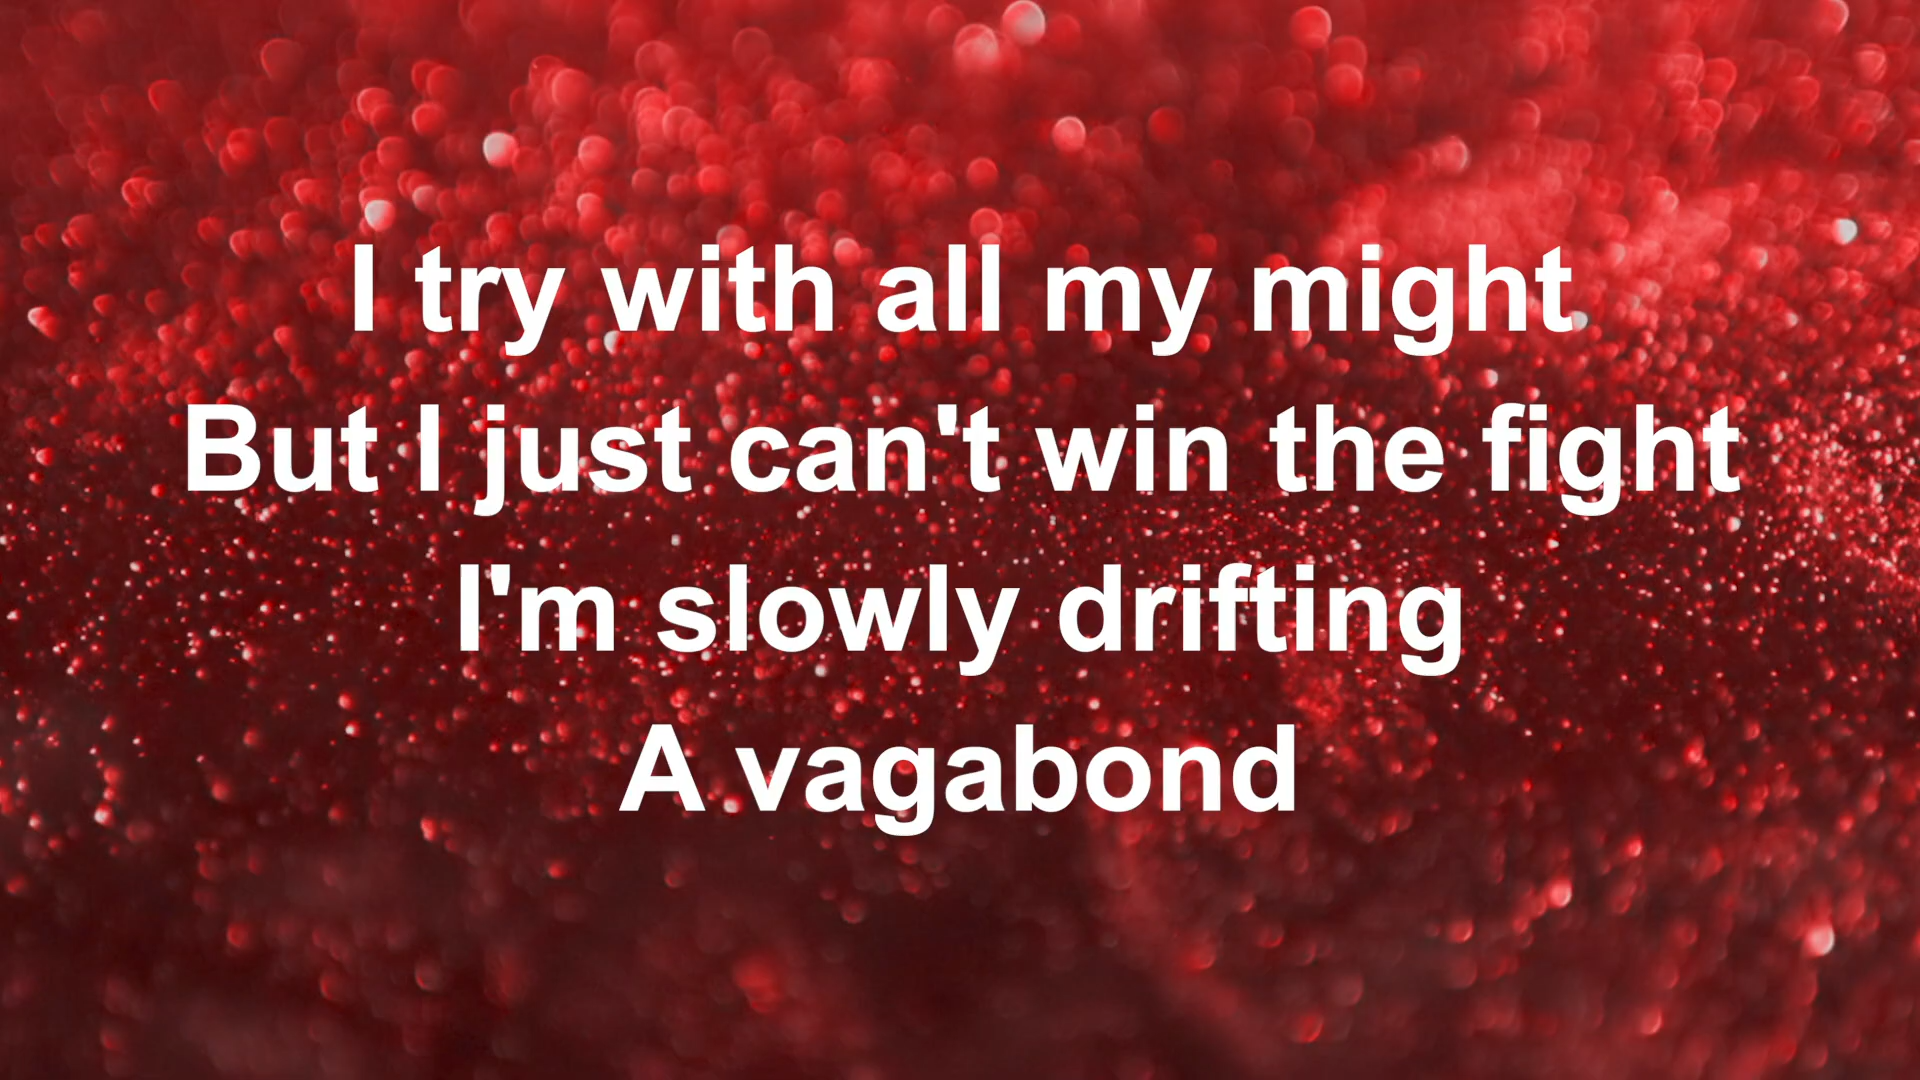 I try with all my might
But I just can't win the fight
I'm slowly drifting
A vagabond